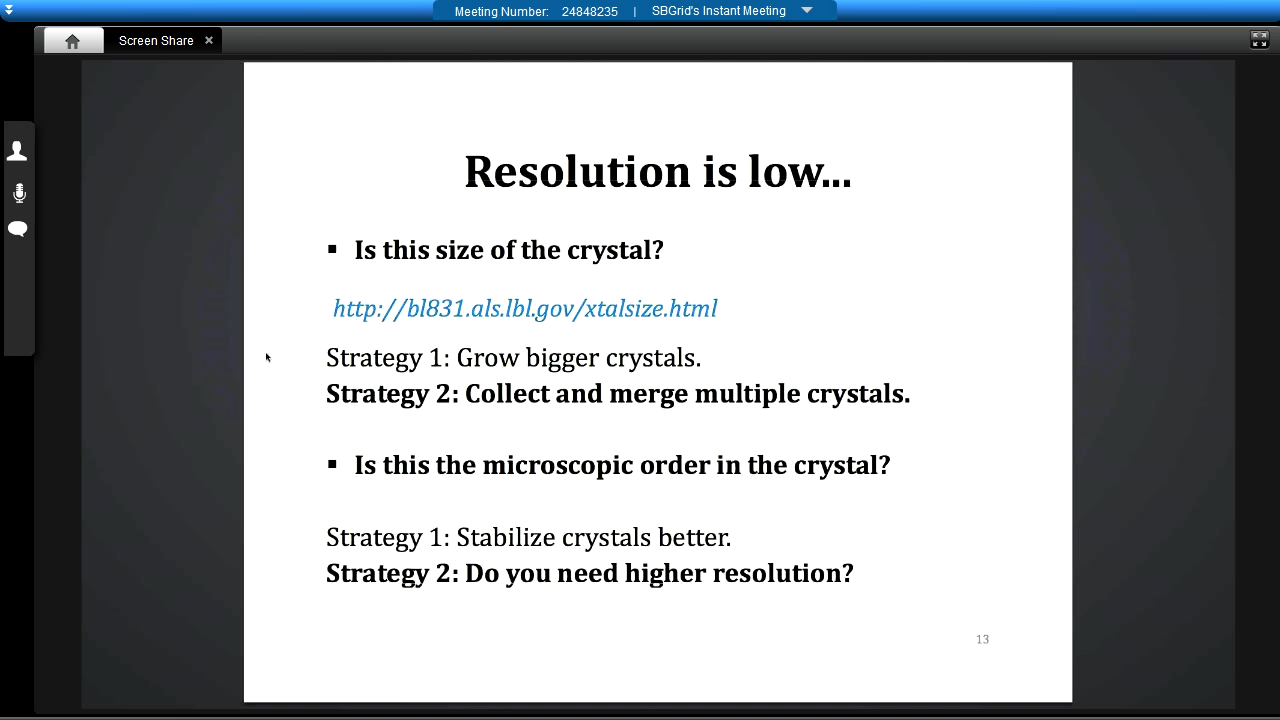 Meeting Number: 24848235 | SBGrid's Instant Meeting
Screen Share
Resolution is low...
▪ Is this size of the crystal?
http://bl831.als.lbl.gov/xtalsize.html
Strategy 1: Grow bigger crystals.
Strategy 2: Collect and merge multiple crystals.
▪ Is this the microscopic order in the crystal?
Strategy 1: Stabilize crystals better.
Strategy 2: Do you need higher resolution?
13